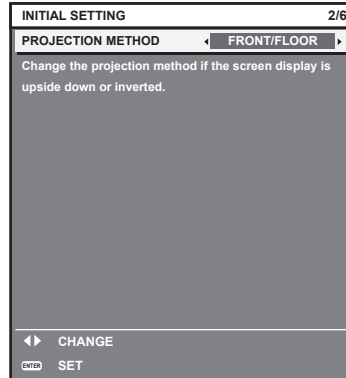 INITIAL SETTING 2/6
PROJECTION METHOD FRONT/FLOOR
Change the projection method if the screen display is
upside down or inverted.
CHANGE
ENTER SET